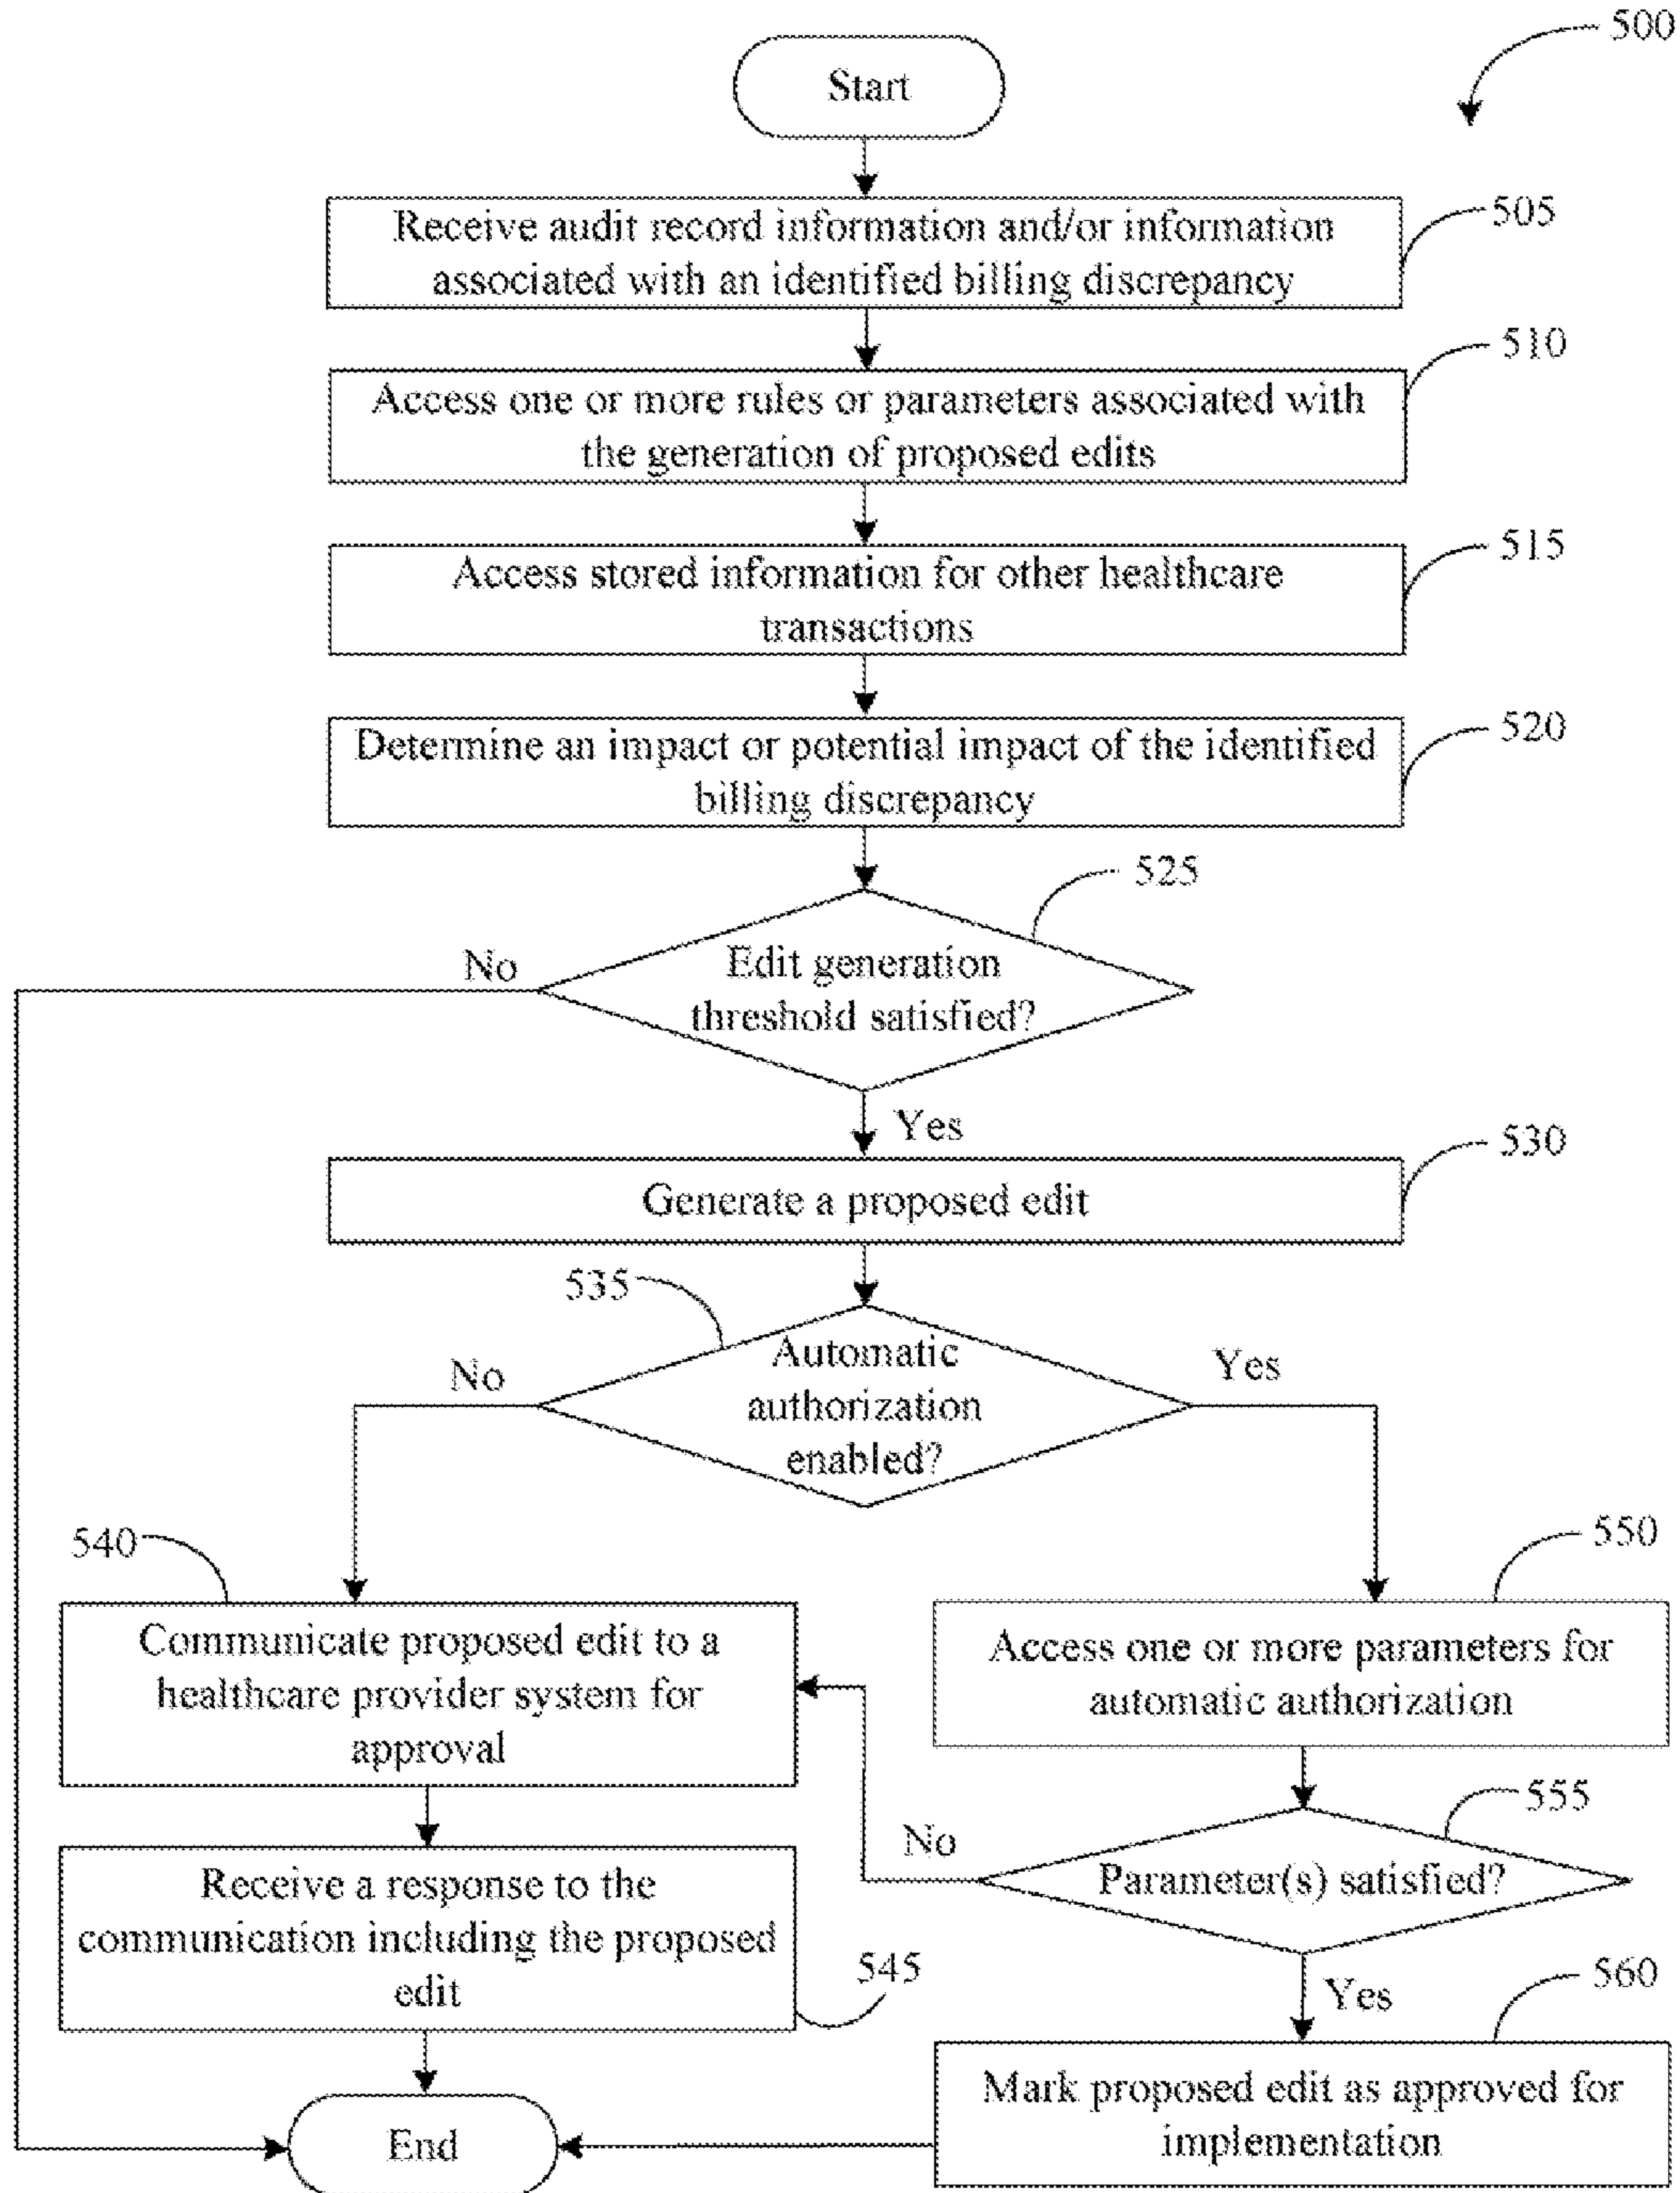 500
Start
Receive audit record information and/or information
associated with an identified billing discrepancy
505
510
Access one or more rules or parameters associated with
the generation of proposed edits
515
Access stored information for other healthcare
transactions
520
Determine an impact or potential impact of the identified
billing discrepancy
525
No
Edit generation
threshold satisfied?
Yes
530
Generate a proposed edit
535
No
Automatic
authorization
enabled?
Yes
540
Communicate proposed edit to a
healthcare provider system for
approval
550
Access one or more parameters for
automatic authorization
555
No
Parameter(s) satisfied?
Receive a response to the
communication including the proposed
edit
545
Yes
560
Mark proposed edit as approved for
implementation
End